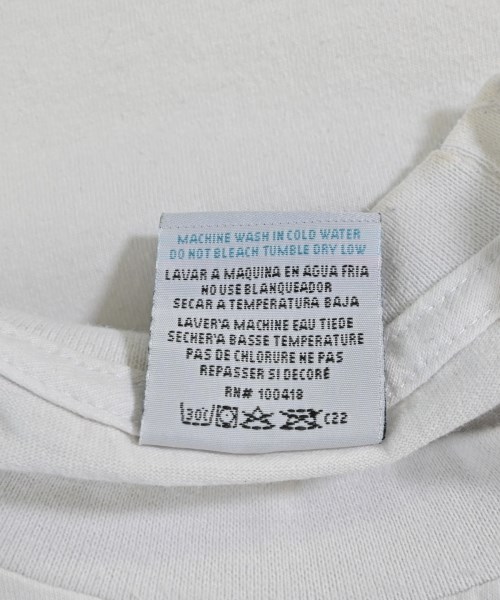 MACHINE WASH IN COLD WATER
DO NOT BLEACH TUMBLE DRY LOW
LAVAR A MAQUINA EN AGUA FRIA
NO USE BLANQUEADOR
SECAR A TEMPERATURA BAJA
LAVER'A MACHINE EAU TIEDE
SECHER'A BASSE TEMPERATURE
PAS DE CHLORURE NE PAS
REPASSER SI DECORÉ
RN# 100418
30C C22